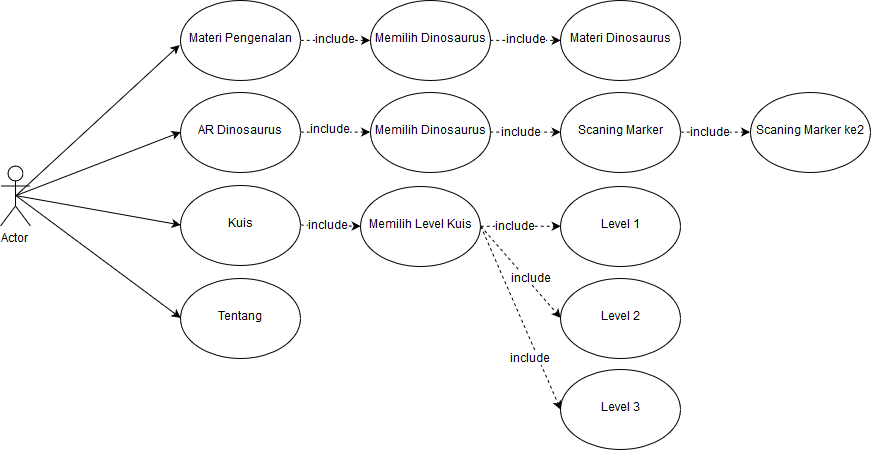 Materi Pengenalan
include
Memilih Dinosaurus
include
Materi Dinosaurus
AR Dinosaurus
include
Memilih Dinosaurus
include
Scaning Marker
include
Scaning Marker ke2
Actor
Kuis
include
Memilih Level Kuis
include
Level 1
include
Tentang
Level 2
include
Level 3